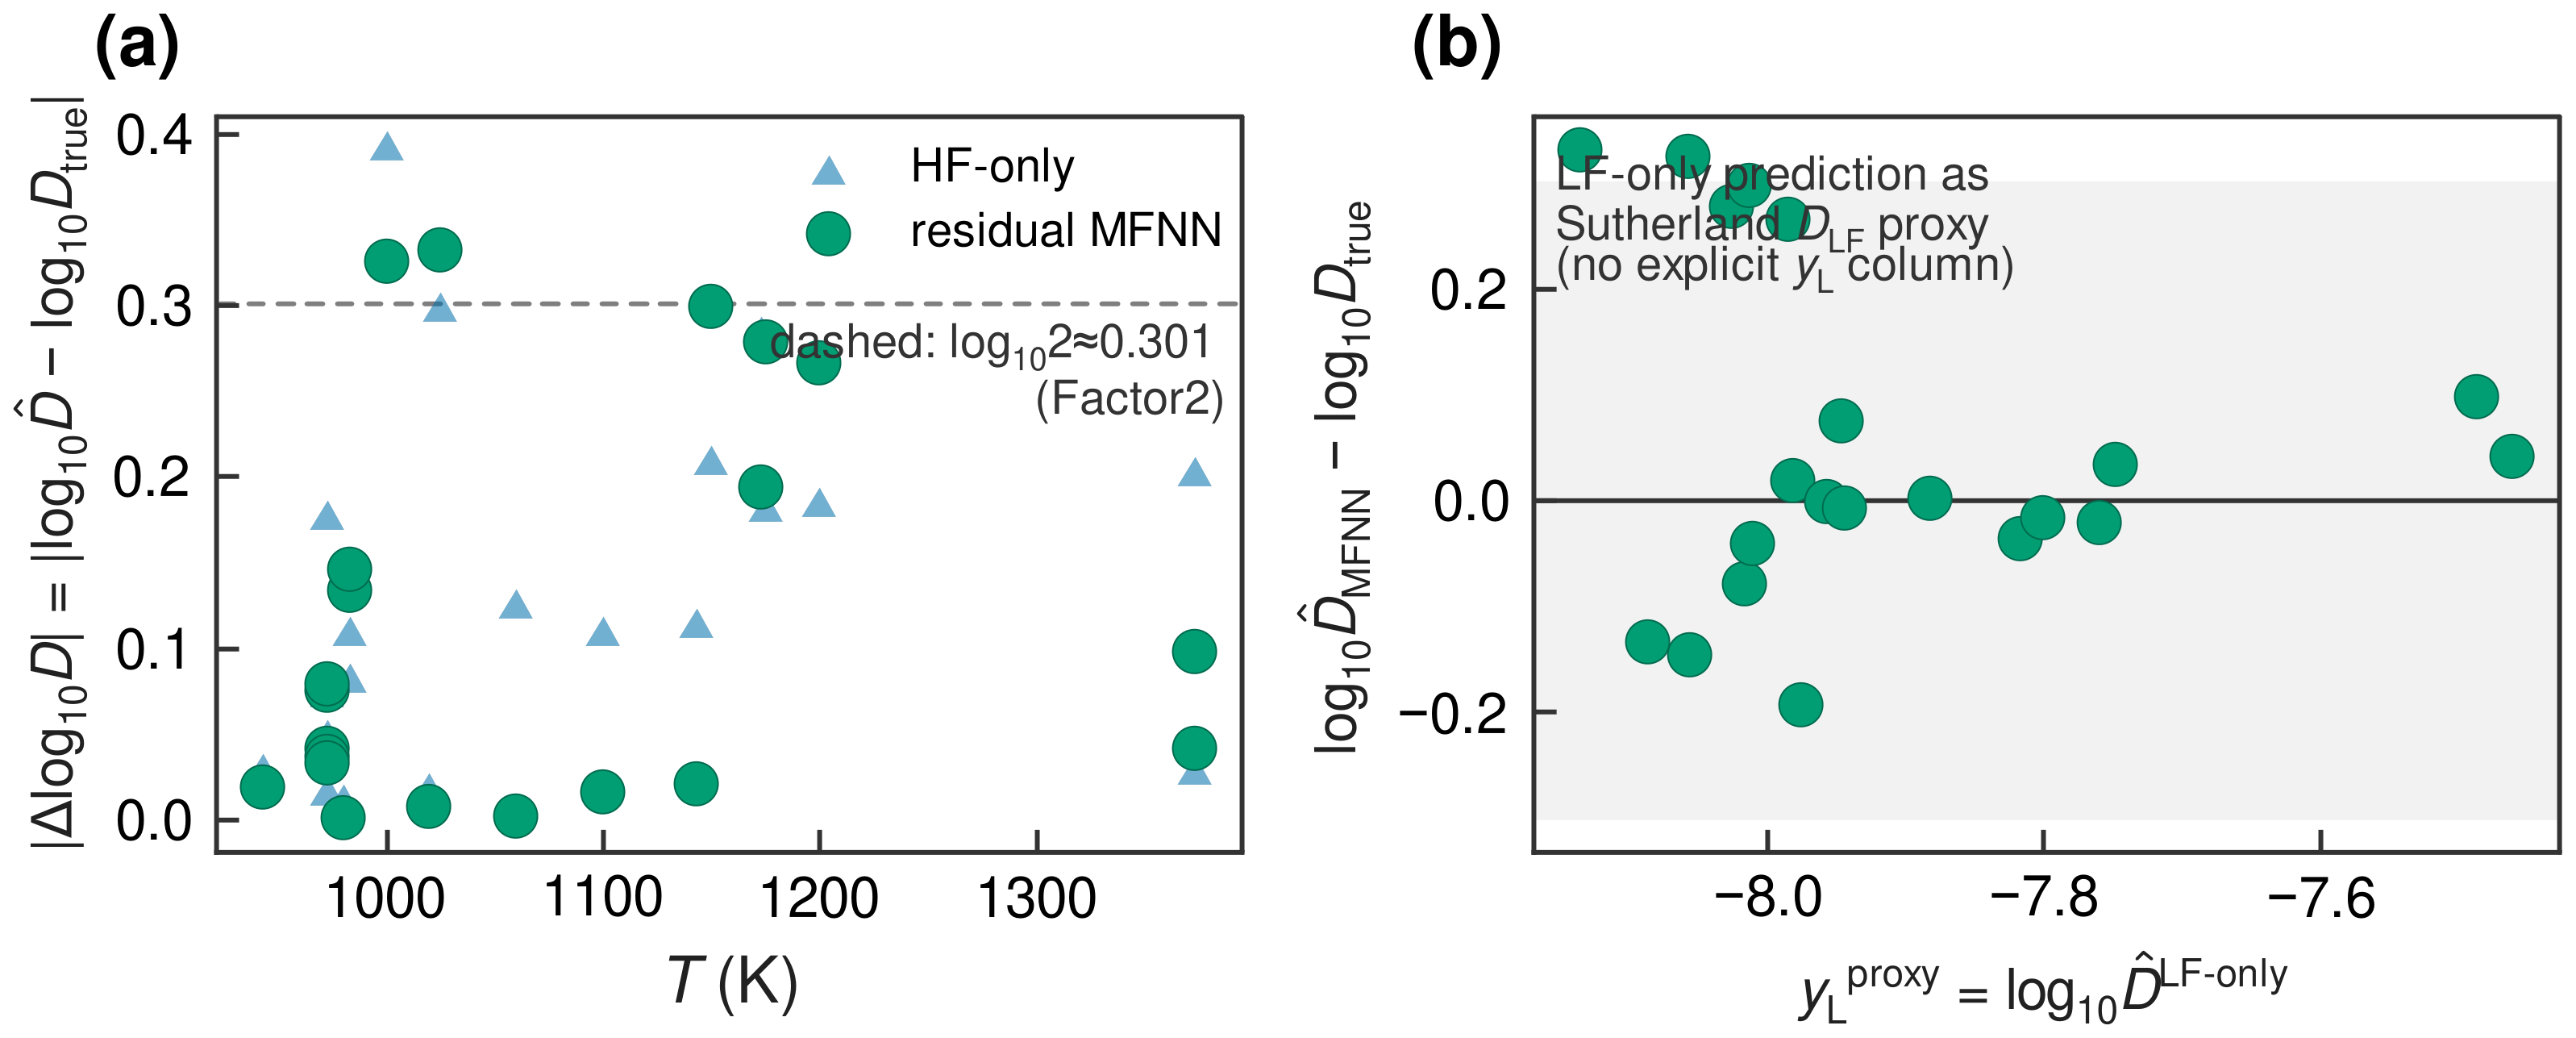 (a)
|Δlog₁₀D| = |log₁₀D̂ − log₁₀D_true|
0.4
0.3
0.2
0.1
0.0
HF-only
residual MFNN
dashed: log₁₀2≈0.301
(Factor2)
1000 1100 1200 1300
T (K)
(b)
log₁₀D̂_MFNN − log₁₀D_true
0.2
0.0
−0.2
LF-only prediction as
Sutherland D_LF proxy
(no explicit y_L column)
−8.0 −7.8 −7.6
y_L^proxy = log₁₀D̂^LF-only